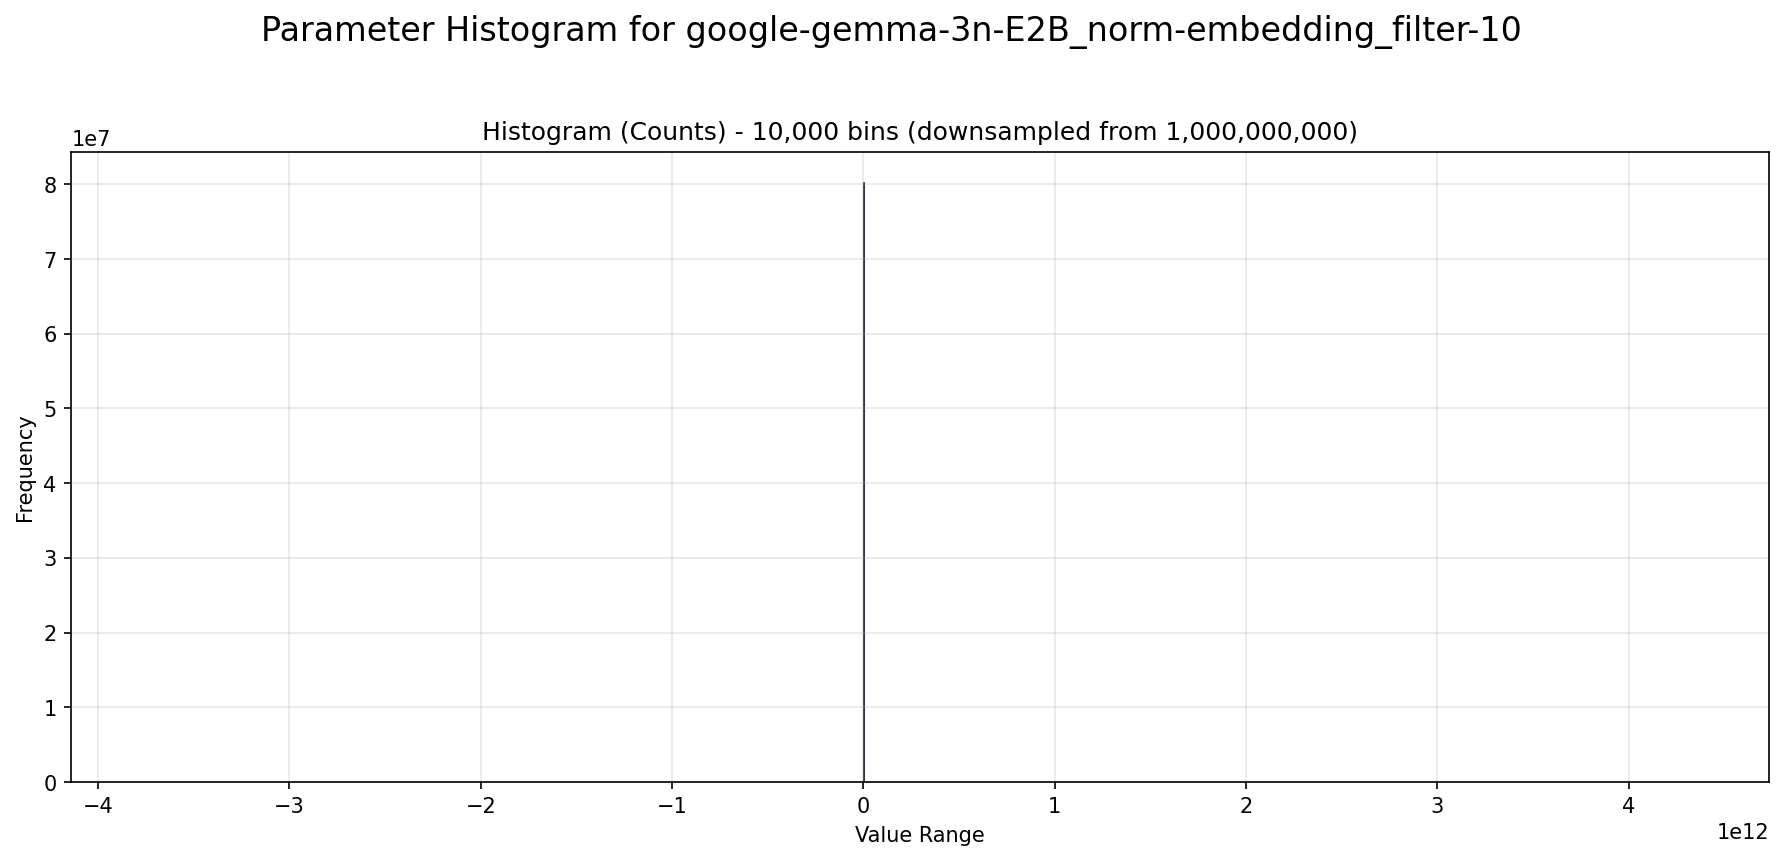 Parameter Histogram for google-gemma-3n-E2B_norm-embedding_filter-10
Histogram (Counts) - 10,000 bins (downsampled from 1,000,000,000)
1e7
8
7
6
5
4
3
2
1
0
Frequency
−4 −3 −2 −1 0 1 2 3 4
Value Range
1e12